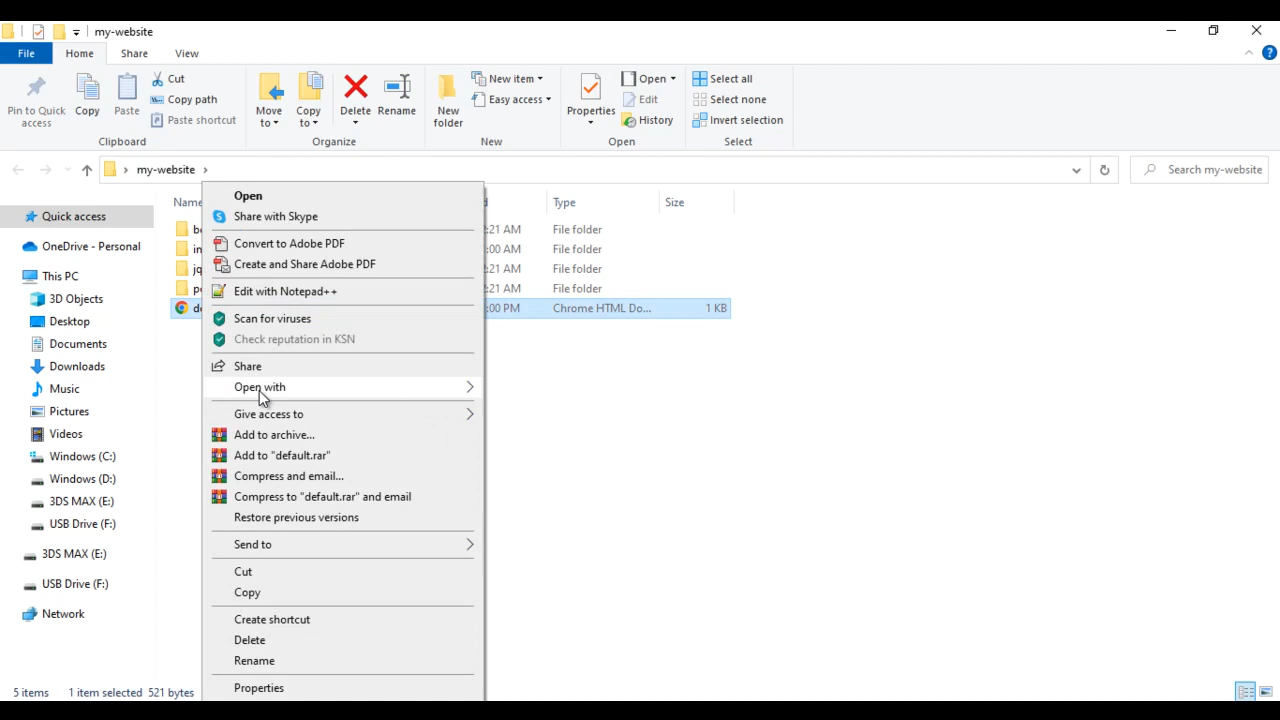 my-website
File Home Share View
Pin to Quick access
Copy
Paste
Cut
Copy path
Paste shortcut
Clipboard
Move to
Copy to
Delete
Rename
Organize
New folder
New item
Easy access
New
Properties
Open
Edit
History
Open
Select all
Select none
Invert selection
Select
my-website
Search my-website
Type Size
Quick access
OneDrive - Personal
This PC
3D Objects
Desktop
Documents
Downloads
Music
Pictures
Videos
Windows (C:)
Windows (D:)
3DS MAX (E:)
USB Drive (F:)
3DS MAX (E:)
USB Drive (F:)
Network
File folder
File folder
File folder
File folder
Chrome HTML Do... 1 KB
Open
Share with Skype
Convert to Adobe PDF
Create and Share Adobe PDF
Edit with Notepad++
Scan for viruses
Check reputation in KSN
Share
Open with
Give access to
Add to archive...
Add to "default.rar"
Compress and email...
Compress to "default.rar" and email
Restore previous versions
Send to
Cut
Copy
Create shortcut
Delete
Rename
Properties
5 items 1 item selected 521 bytes